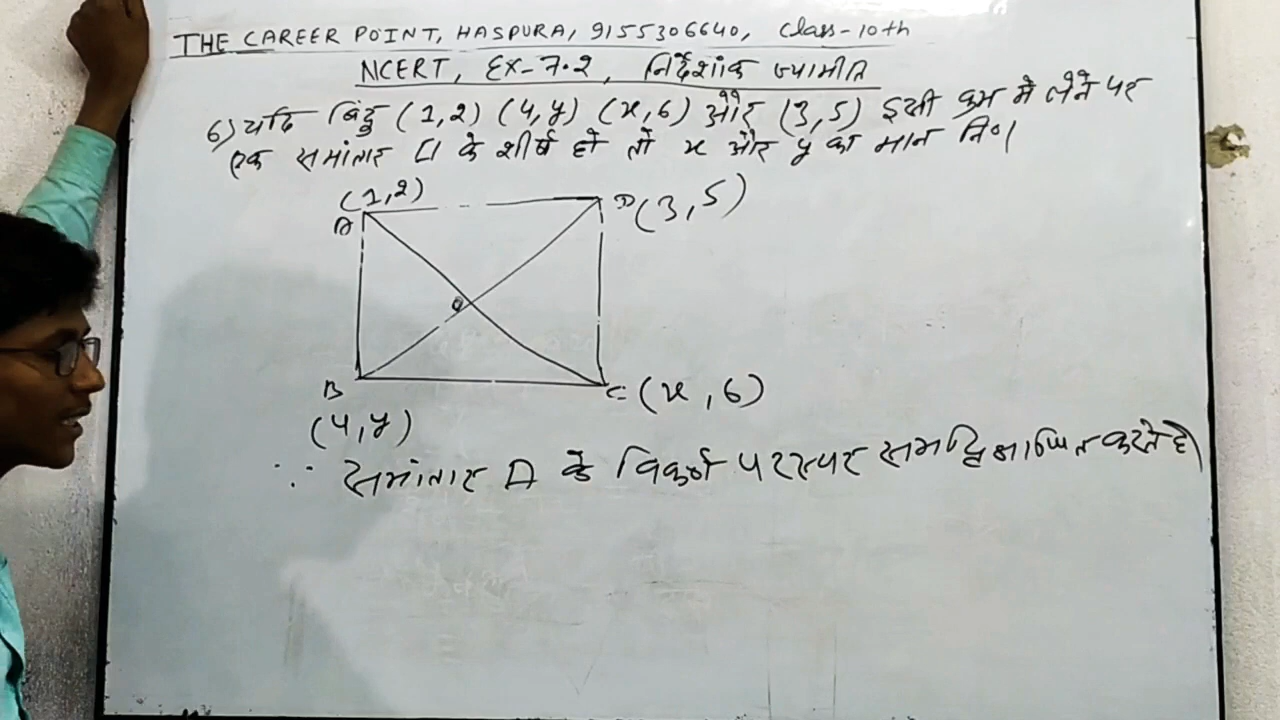 THE CAREER POINT, HASPURA, 9155306640, Class-10th
NCERT, EX-7.2, निर्देशांक ज्यामीति
6) यदि बिंदु (1,2) (4,y) (x,6) और (3,5) इसी क्रम में लेने पर
एक समांतर □ के शीर्ष हो तो x और y का मान नि०।
(1,2)
A
D (3,5)
O
B
C (x,6)
(4,y)
∵ समांतर □ के विकर्ण परस्पर समद्विभाजित करते है।